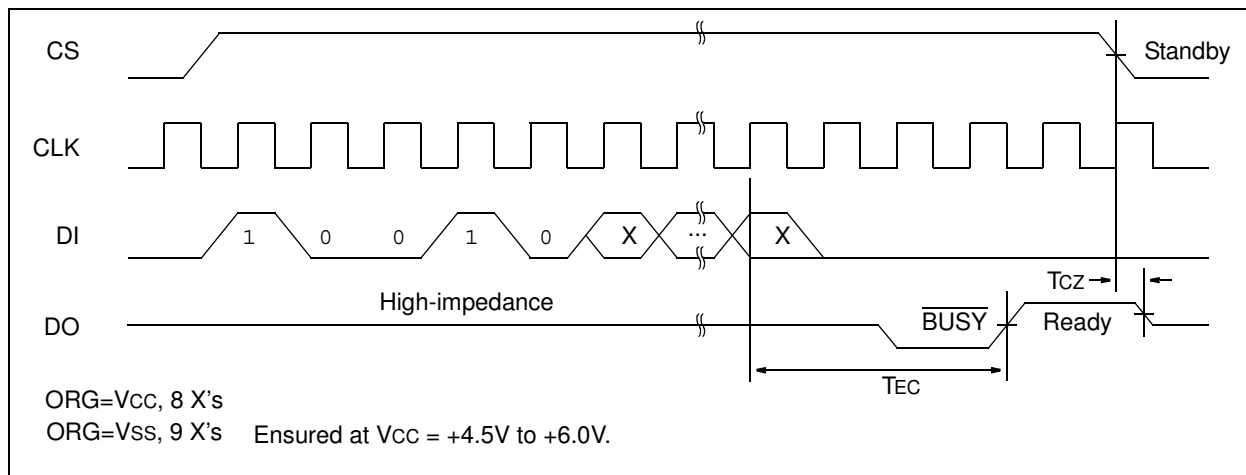 CS
Standby
CLK
DI
1 0 0 1 0 X ... X
TCZ
High-impedance
DO
BUSY
Ready
TEC
ORG=VCC, 8 X's
ORG=VSS, 9 X's Ensured at VCC = +4.5V to +6.0V.